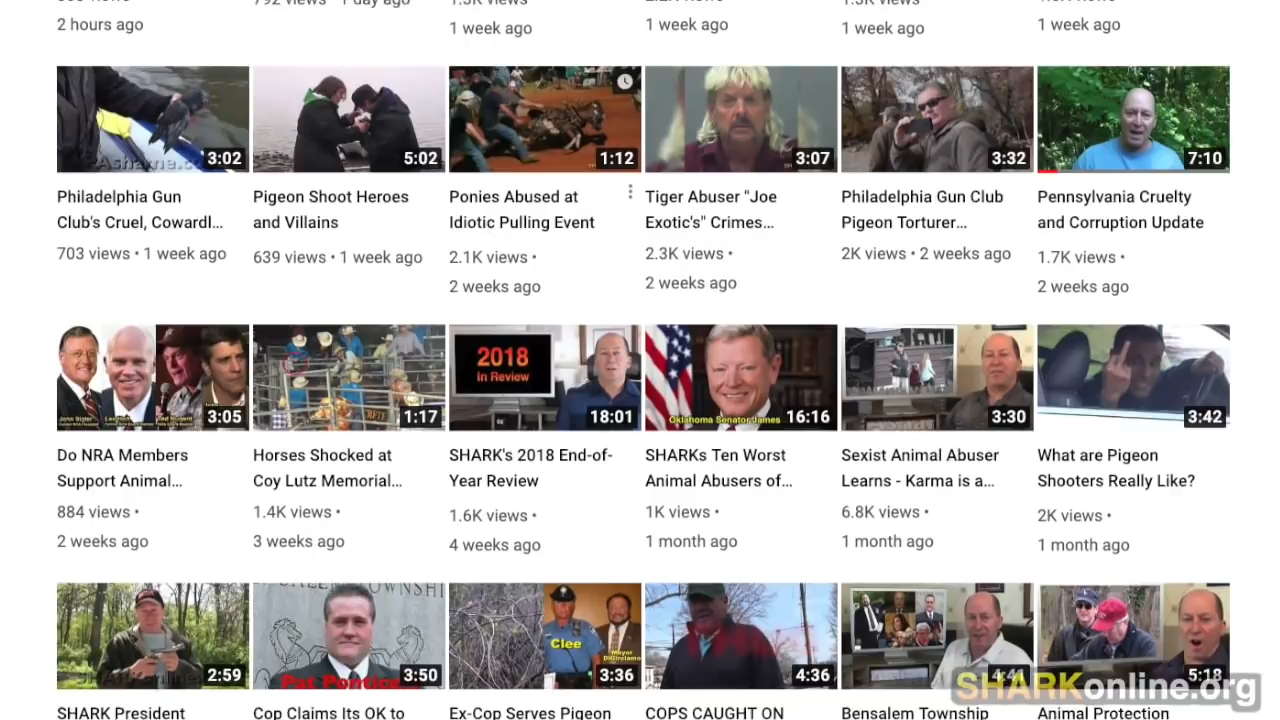 2 hours ago
1 day ago
1 week ago
1 week ago
1 week ago
1 week ago
3:02
5:02
1:12
3:07
3:32
7:10
Philadelphia Gun
Club's Cruel, Cowardl...
703 views • 1 week ago
Pigeon Shoot Heroes
and Villains
639 views • 1 week ago
Ponies Abused at
Idiotic Pulling Event
2.1K views •
2 weeks ago
Tiger Abuser "Joe
Exotic's" Crimes...
2.3K views •
2 weeks ago
Philadelphia Gun Club
Pigeon Torturer...
2K views • 2 weeks ago
Pennsylvania Cruelty
and Corruption Update
1.7K views •
2 weeks ago
3:05
1:17
2018
In Review
18:01
Oklahoma Senator James
16:16
3:30
3:42
Do NRA Members
Support Animal...
884 views •
2 weeks ago
Horses Shocked at
Coy Lutz Memorial...
1.4K views •
3 weeks ago
SHARK's 2018 End-of-
Year Review
1.6K views •
4 weeks ago
SHARKs Ten Worst
Animal Abusers of...
1K views •
1 month ago
Sexist Animal Abuser
Learns - Karma is a...
6.8K views •
1 month ago
What are Pigeon
Shooters Really Like?
2K views •
1 month ago
2:59
3:50
Clee
Mayor
DiGirolamo
3:36
4:36
4:41
5:18
SHARK President
Cop Claims Its OK to
Ex-Cop Serves Pigeon
COPS CAUGHT ON
Bensalem Township
Animal Protection
SHARKonline.org